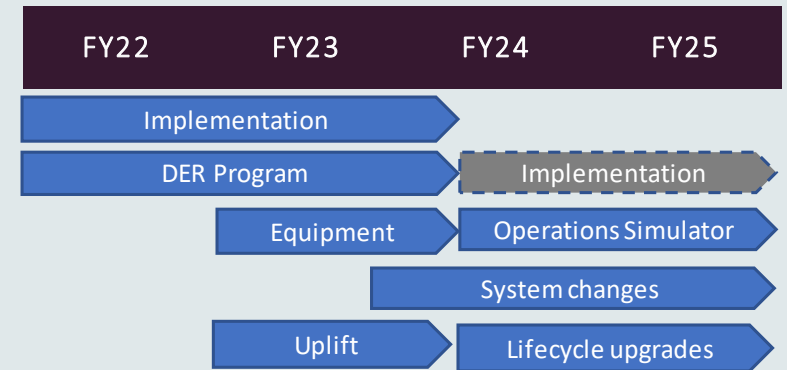 FY22 FY23 FY24 FY25
Implementation
DER Program Implementation
Equipment Operations Simulator
System changes
Uplift Lifecycle upgrades